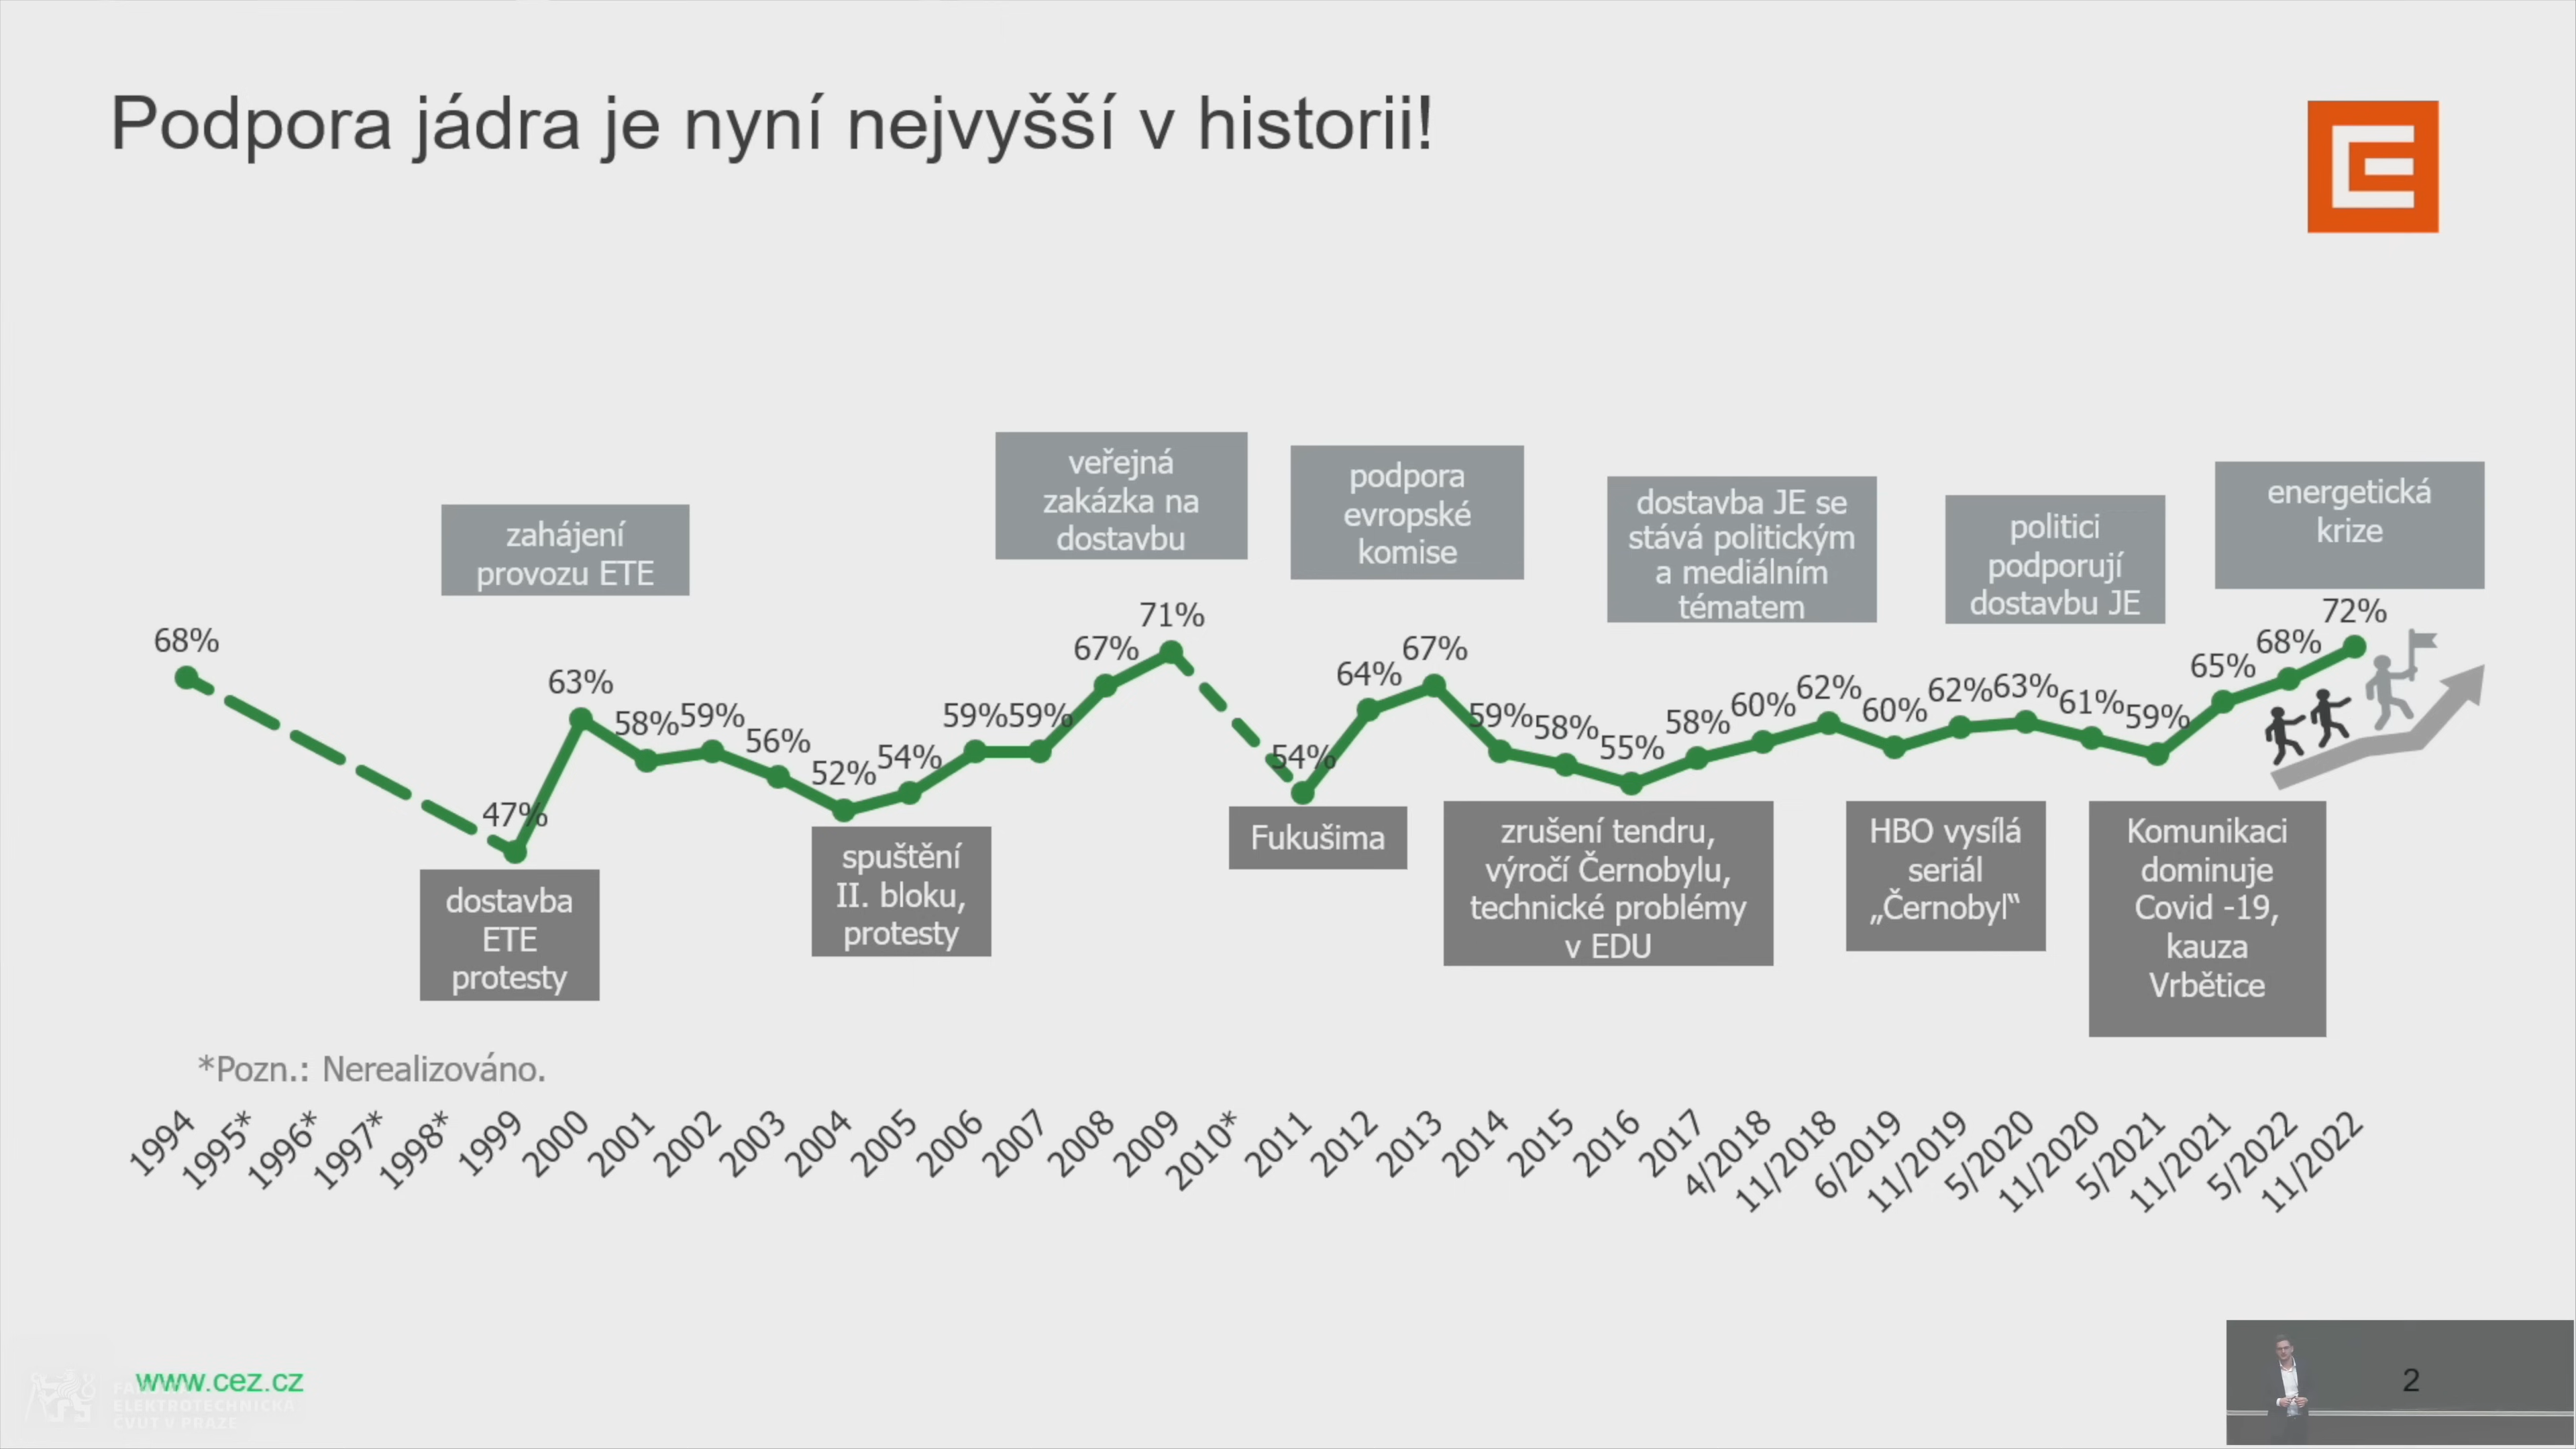 Podpora jádra je nyní nejvyšší v historii!
zahájení
provozu ETE
veřejná
zakázka na
dostavbu
podpora
evropské
komise
dostavba JE se
stává politickým
a mediálním
tématem
politici
podporují
dostavbu JE
energetická
krize
68%
47%
63%
58%
59%
56%
52%
54%
59%
59%
67%
71%
54%
64%
67%
59%
58%
55%
58%
60%
62%
60%
62%
63%
61%
59%
65%
68%
72%
dostavba
ETE
protesty
spuštění
II. bloku,
protesty
Fukušima
zrušení tendru,
výročí Černobylu,
technické problémy
v EDU
HBO vysílá
seriál
„Černobyl“
Komunikaci
dominuje
Covid -19,
kauza
Vrbětice
*Pozn.: Nerealizováno.
1994
1995*
1996*
1997*
1998*
1999
2000
2001
2002
2003
2004
2005
2006
2007
2008
2009
2010*
2011
2012
2013
2014
2015
2016
2017
4/2018
11/2018
6/2019
11/2019
5/2020
11/2020
5/2021
11/2021
5/2022
11/2022
www.cez.cz
ELEKTROTECHNICKÁ
ČVUT V PRAZE
2